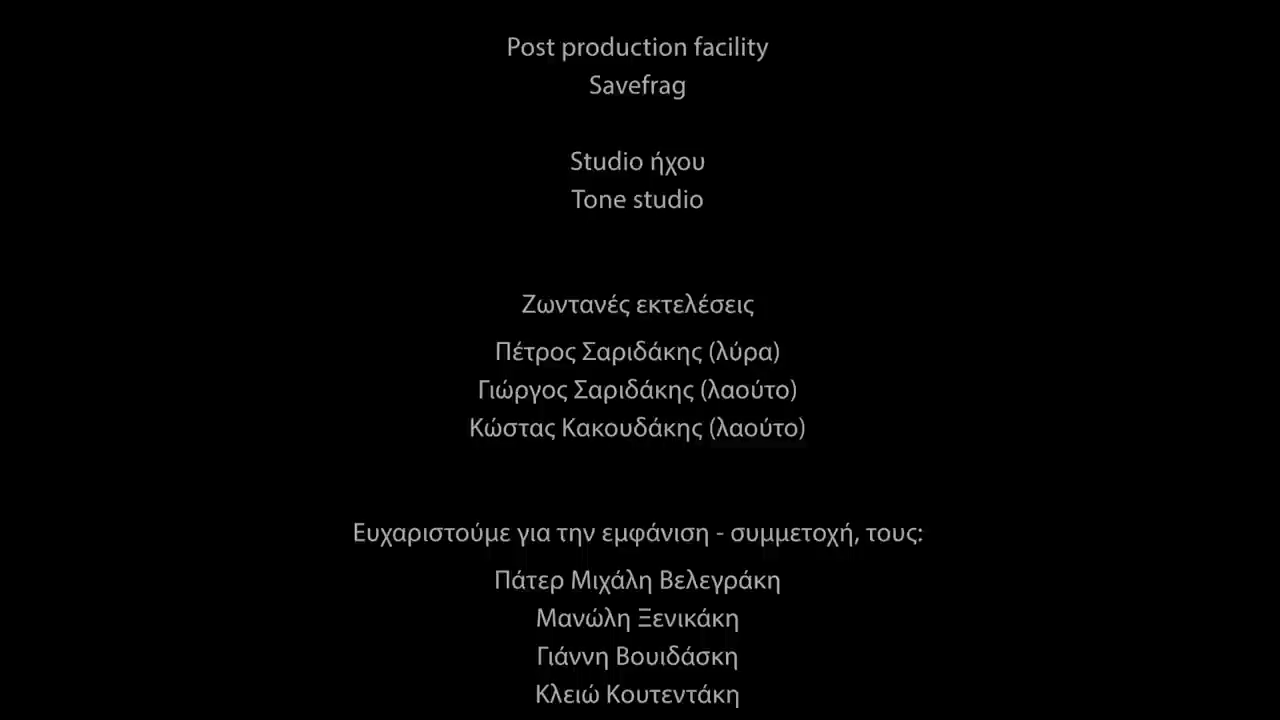 Post production facility
Savefrag
Studio ήχου
Tone studio
Ζωντανές εκτελέσεις
Πέτρος Σαριδάκης (λύρα)
Γιώργος Σαριδάκης (λαούτο)
Κώστας Κακουδάκης (λαούτο)
Ευχαριστούμε για την εμφάνιση - συμμετοχή, τους:
Πάτερ Μιχάλη Βελεγράκη
Μανώλη Ξενικάκη
Γιάννη Βουιδάσκη
Κλειώ Κουτεντάκη